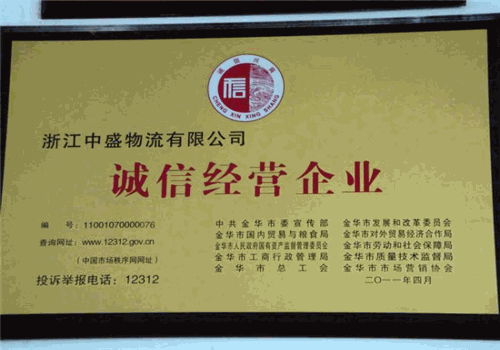 诚信兴商
信
CHENG XIN XING SHANG
浙江中盛物流有限公司
诚信经营企业
编 号：11001070000076
查询网址：www.12312.gov.cn
（中国市场秩序网网址）
投诉举报电话：12312
中共金华市委宣传部
金华市国内贸易与粮食局
金华市人民政府国有资产监督管理委员会
金华市工商行政管理局
金华市总工会
金华市发展和改革委员会
金华市对外贸易经济合作局
金华市劳动和社会保障局
金华市质量技术监督局
金华市市场营销协会
二〇一一年四月